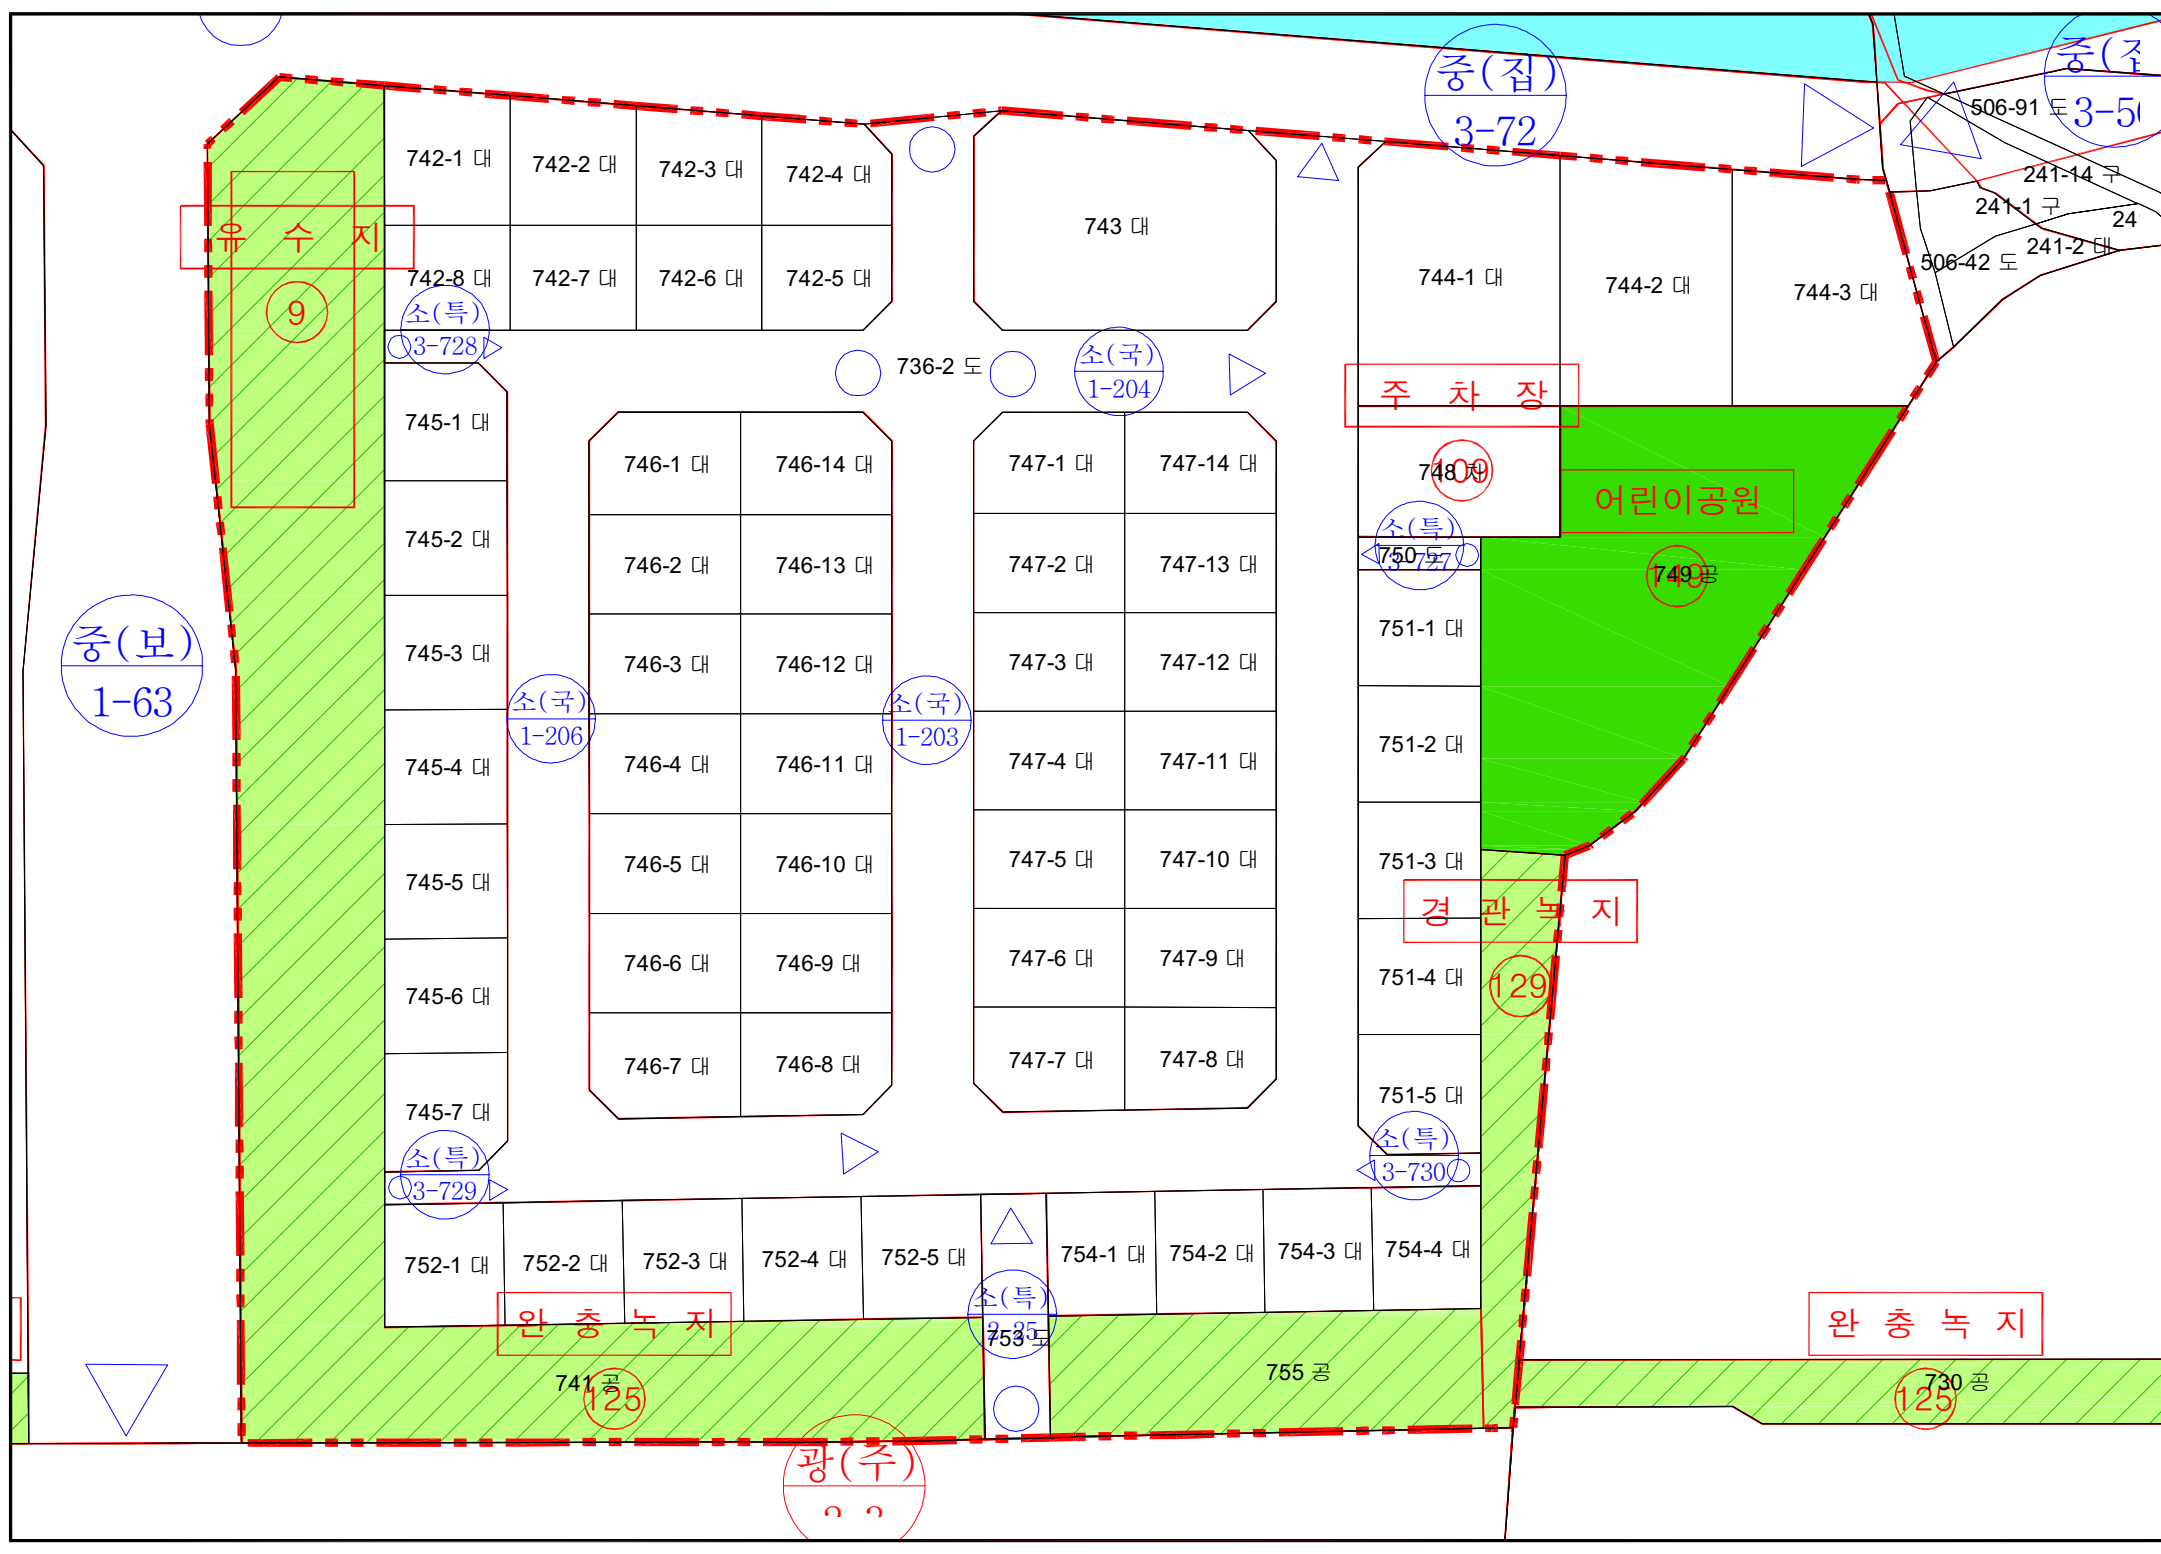 중(집)
3-72
506-91 도
241-14 구
241-1 구
241-2 대
506-42 도
742-1 대
742-2 대
742-3 대
742-4 대
743 대
유 수 지
9
742-8 대
742-7 대
742-6 대
742-5 대
744-1 대
744-2 대
744-3 대
소(특)
3-728
736-2 도
소(국)
1-204
주 차 장
109
748 차
어린이공원
149
749 공
745-1 대
746-1 대
746-14 대
747-1 대
747-14 대
소(특)
3-727
750 도
745-2 대
746-2 대
746-13 대
747-2 대
747-13 대
중(보)
1-63
745-3 대
746-3 대
746-12 대
747-3 대
747-12 대
751-1 대
소(국)
1-206
소(국)
1-203
745-4 대
746-4 대
746-11 대
747-4 대
747-11 대
751-2 대
745-5 대
746-5 대
746-10 대
747-5 대
747-10 대
751-3 대
경 관 녹 지
129
745-6 대
746-6 대
746-9 대
747-6 대
747-9 대
751-4 대
745-7 대
746-7 대
746-8 대
747-7 대
747-8 대
751-5 대
소(특)
3-729
소(특)
3-730
752-1 대
752-2 대
752-3 대
752-4 대
752-5 대
754-1 대
754-2 대
754-3 대
754-4 대
소(특)
2-25
753 도
완 충 녹 지
125
741 공
755 공
완 충 녹 지
125
730 공
광(주)